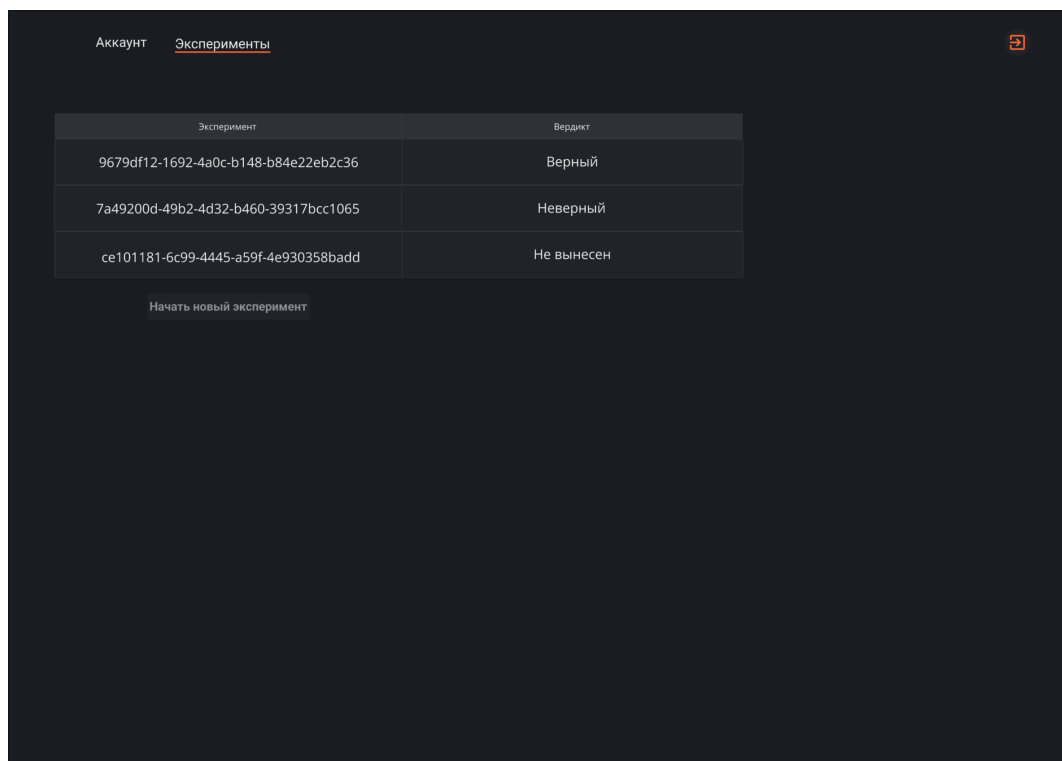 Аккаунт Эксперименты
Эксперимент Вердикт
9679df12-1692-4a0c-b148-b84e22eb2c36 Верный
7a49200d-49b2-4d32-b460-39317bcc1065 Неверный
ce101181-6c99-4445-a59f-4e930358badd Не вынесен
Начать новый эксперимент